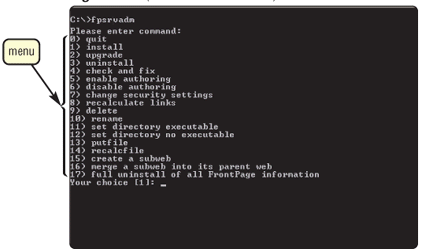 C:\>fpsrvadm
Please enter command:
0) quit
1) install
2) upgrade
3) uninstall
4) check and fix
5) enable authoring
6) disable authoring
7) change security settings
8) recalculate links
9) delete
10) rename
11) set directory executable
12) set directory no executable
13) putfile
14) recalcfile
15) create a subweb
16) merge a subweb into its parent web
17) full uninstall of all FrontPage information
Your choice [1]: _
menu